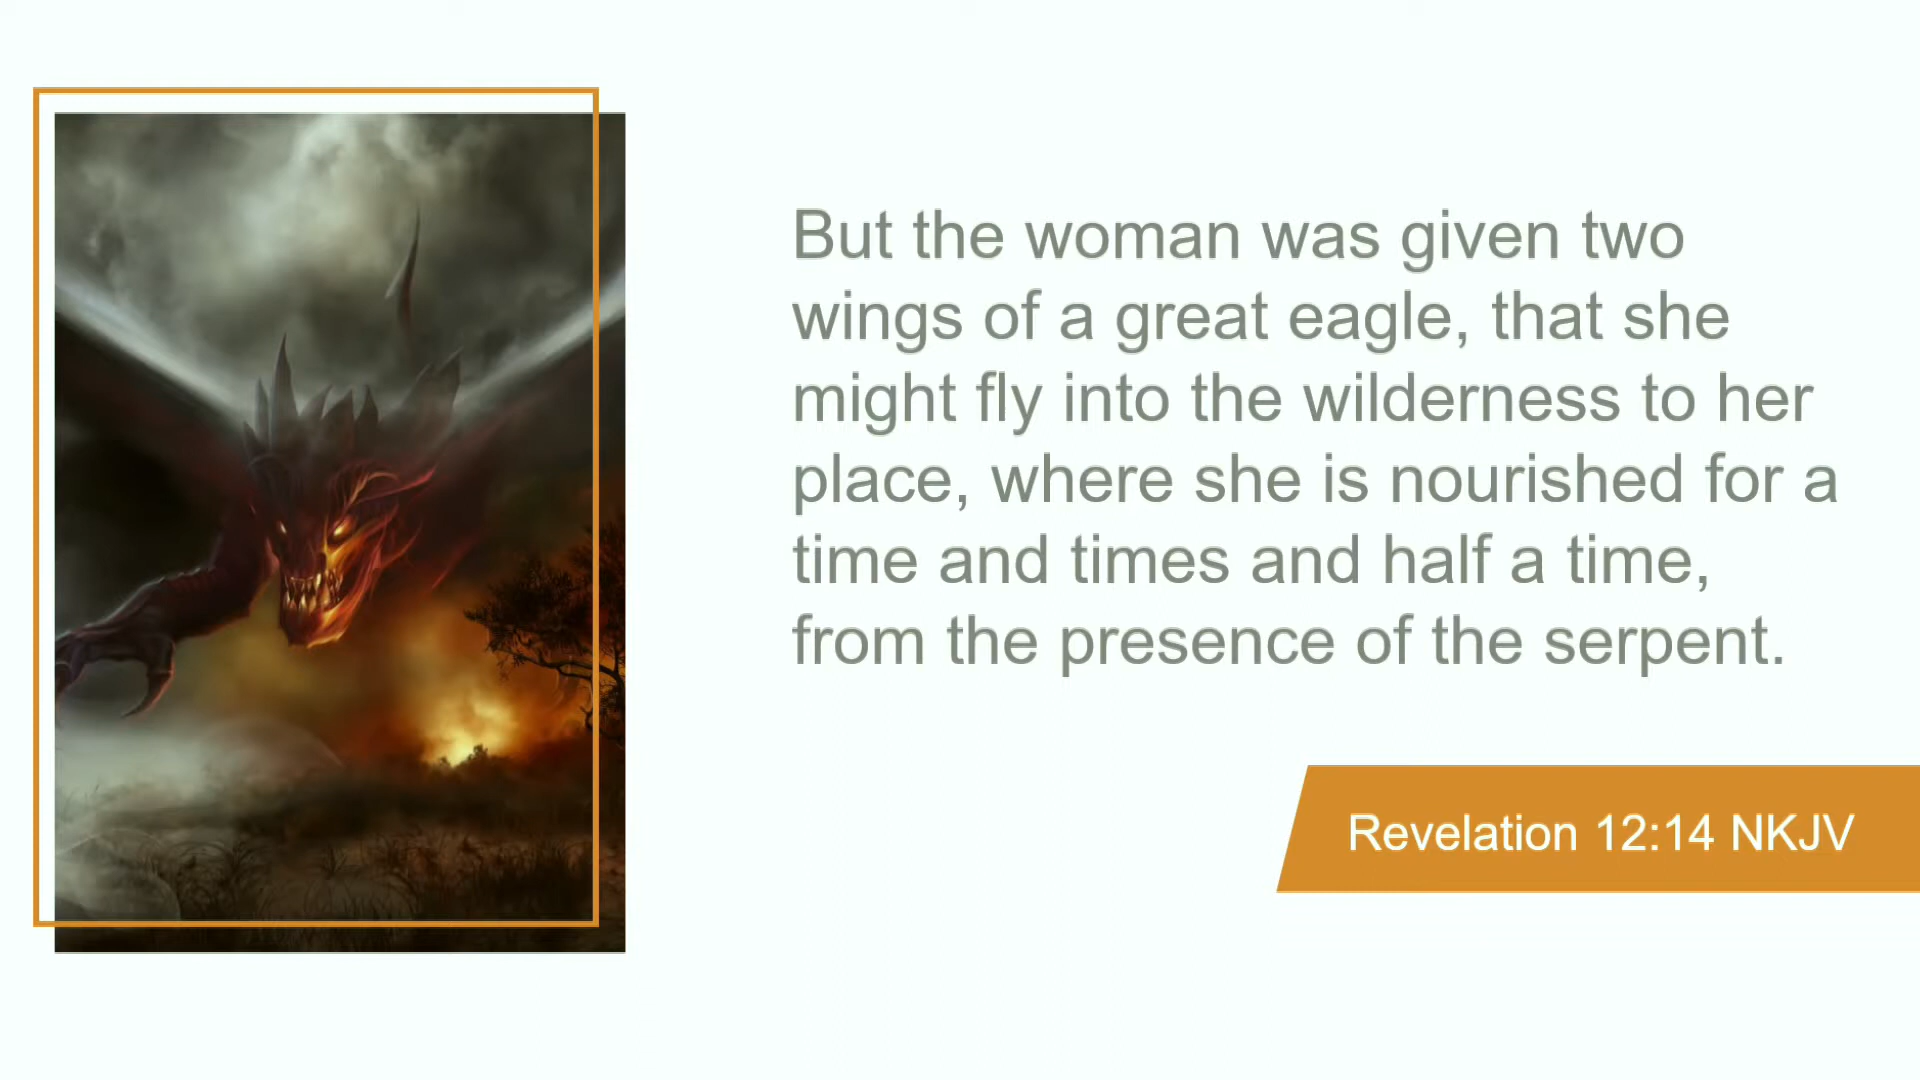 But the woman was given two
wings of a great eagle, that she
might fly into the wilderness to her
place, where she is nourished for a
time and times and half a time,
from the presence of the serpent.
Revelation 12:14 NKJV